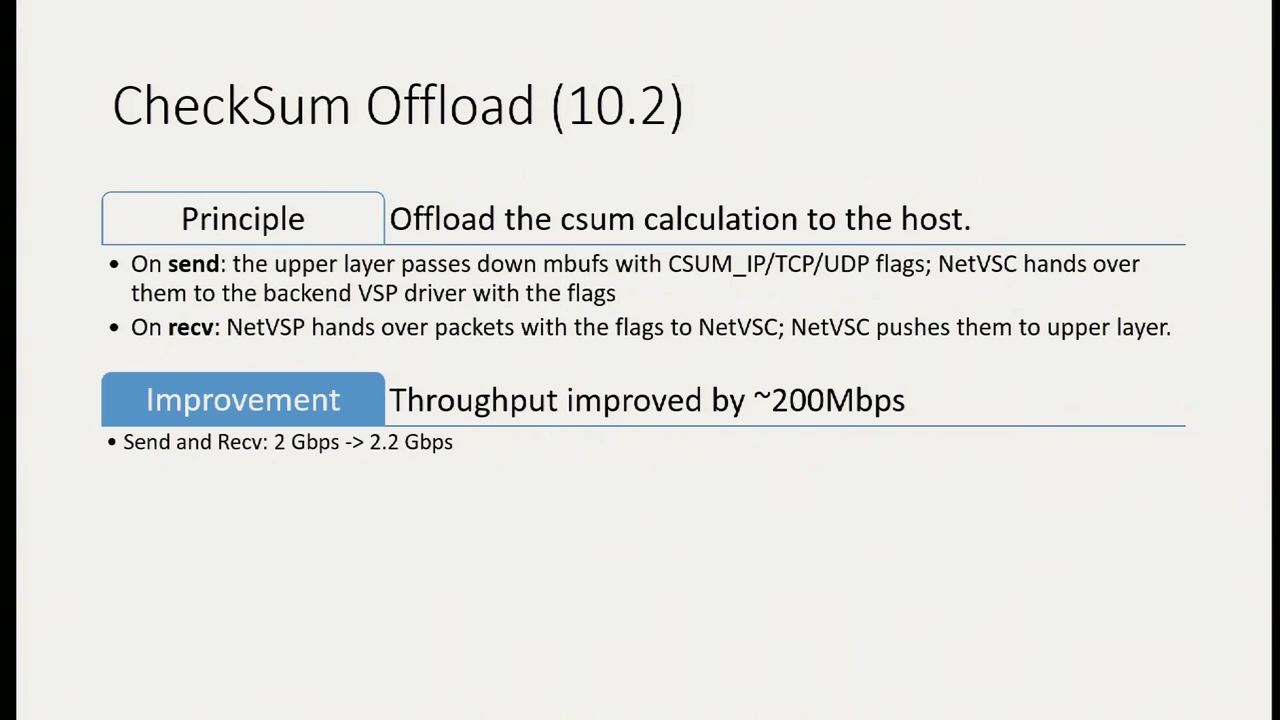 CheckSum Offload (10.2)
Principle
Offload the csum calculation to the host.
• On send: the upper layer passes down mbufs with CSUM_IP/TCP/UDP flags; NetVSC hands over
them to the backend VSP driver with the flags
• On recv: NetVSP hands over packets with the flags to NetVSC; NetVSC pushes them to upper layer.
Improvement
Throughput improved by ~200Mbps
• Send and Recv: 2 Gbps -> 2.2 Gbps